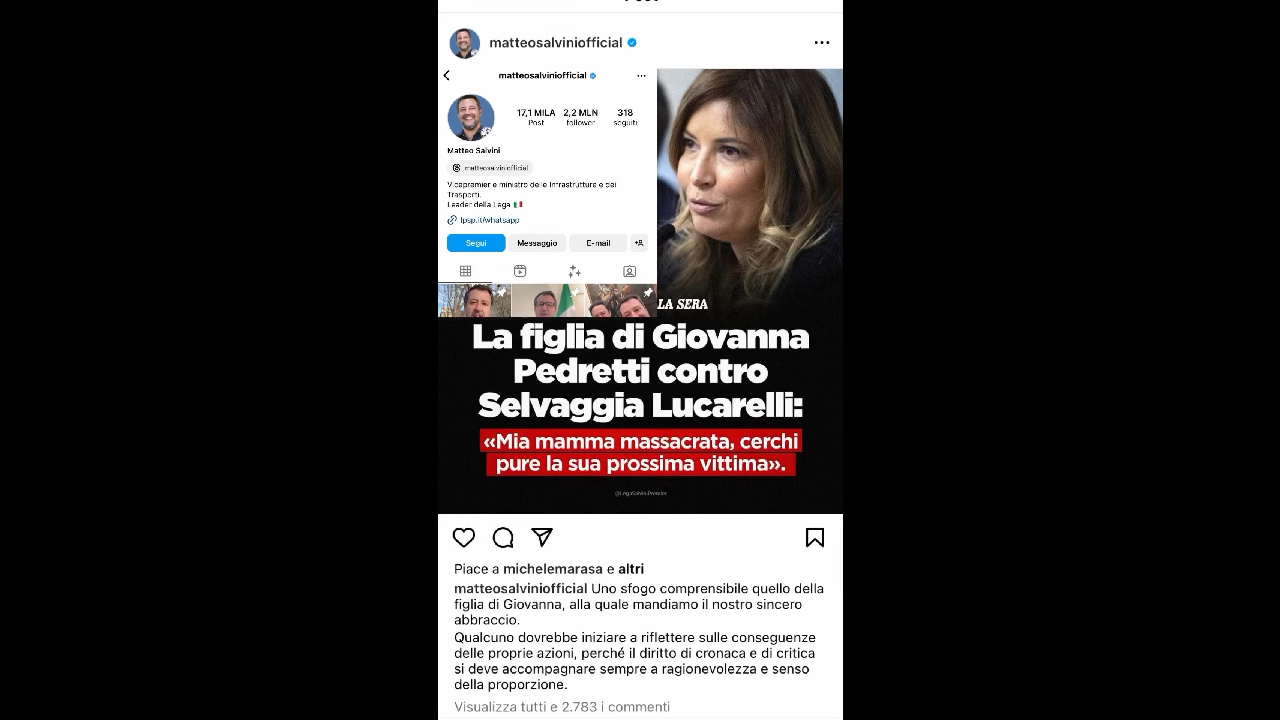 matteosalviniofficial
matteosalviniofficial
17,1 MILA 2,2 MLN 318
Post follower seguiti
Matteo Salvini
matteosalviniofficial
Vicepremier e ministro delle Infrastrutture e dei
Trasporti.
Leader della Lega
lpsp.it/whatsapp
Segui Messaggio E-mail
LA SERA
La figlia di Giovanna
Pedretti contro
Selvaggia Lucarelli:
«Mia mamma massacrata, cerchi
pure la sua prossima vittima».
@LegaSalviniPremier
Piace a michelemarasa e altri
matteosalviniofficial Uno sfogo comprensibile quello della
figlia di Giovanna, alla quale mandiamo il nostro sincero
abbraccio.
Qualcuno dovrebbe iniziare a riflettere sulle conseguenze
delle proprie azioni, perché il diritto di cronaca e di critica
si deve accompagnare sempre a ragionevolezza e senso
della proporzione.
Visualizza tutti e 2.783 i commenti